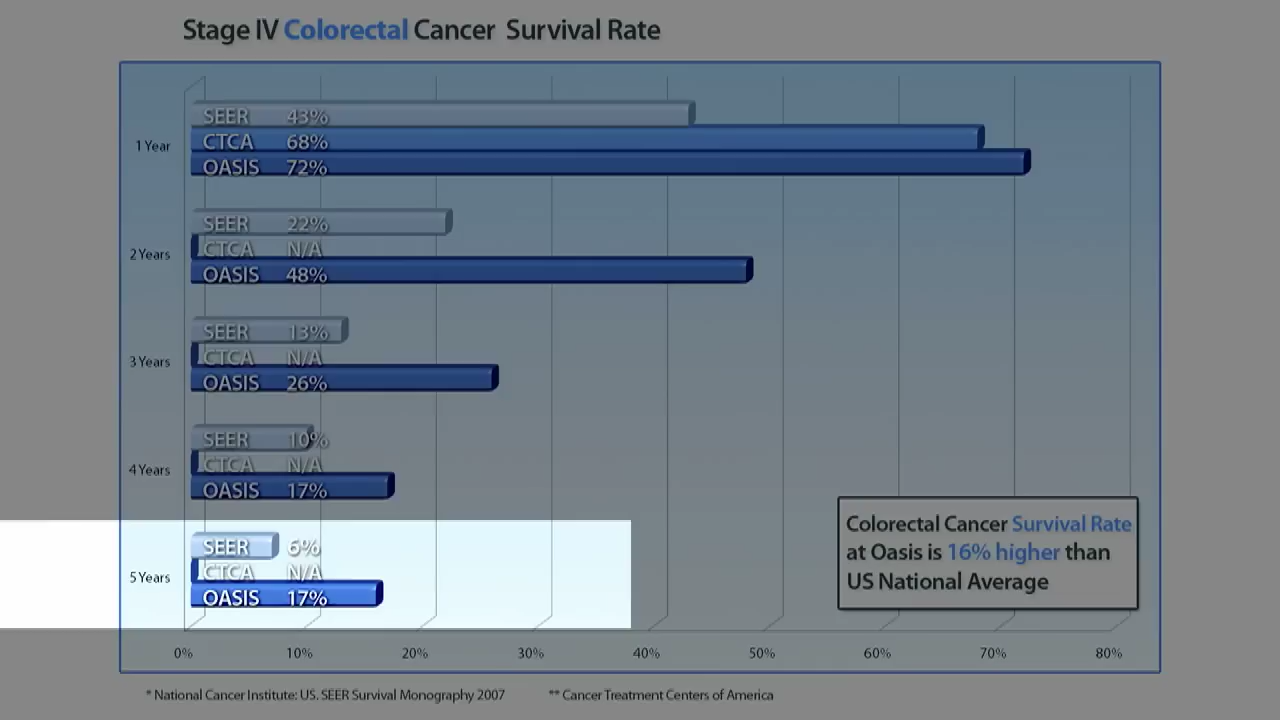 Stage IV Colorectal Cancer Survival Rate
1 Year
SEER 43%
CTCA 68%
OASIS 72%
2 Years
SEER 22%
CTCA N/A
OASIS 48%
3 Years
SEER 13%
CTCA N/A
OASIS 26%
4 Years
SEER 10%
CTCA N/A
OASIS 17%
5 Years
SEER 6%
CTCA N/A
OASIS 17%
Colorectal Cancer Survival Rate
at Oasis is 16% higher than
US National Average
0% 10% 20% 30% 40% 50% 60% 70% 80%
* National Cancer Institute: US. SEER Survival Monography 2007 ** Cancer Treatment Centers of America